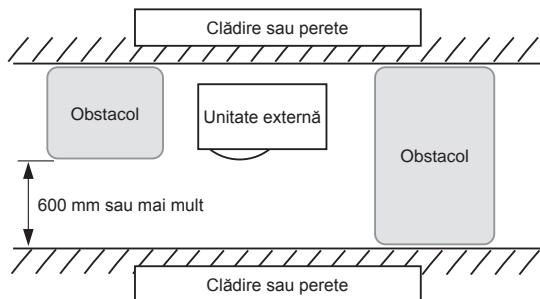 Clădire sau perete
Obstacol
Unitate externă
Obstacol
600 mm sau mai mult
Clădire sau perete